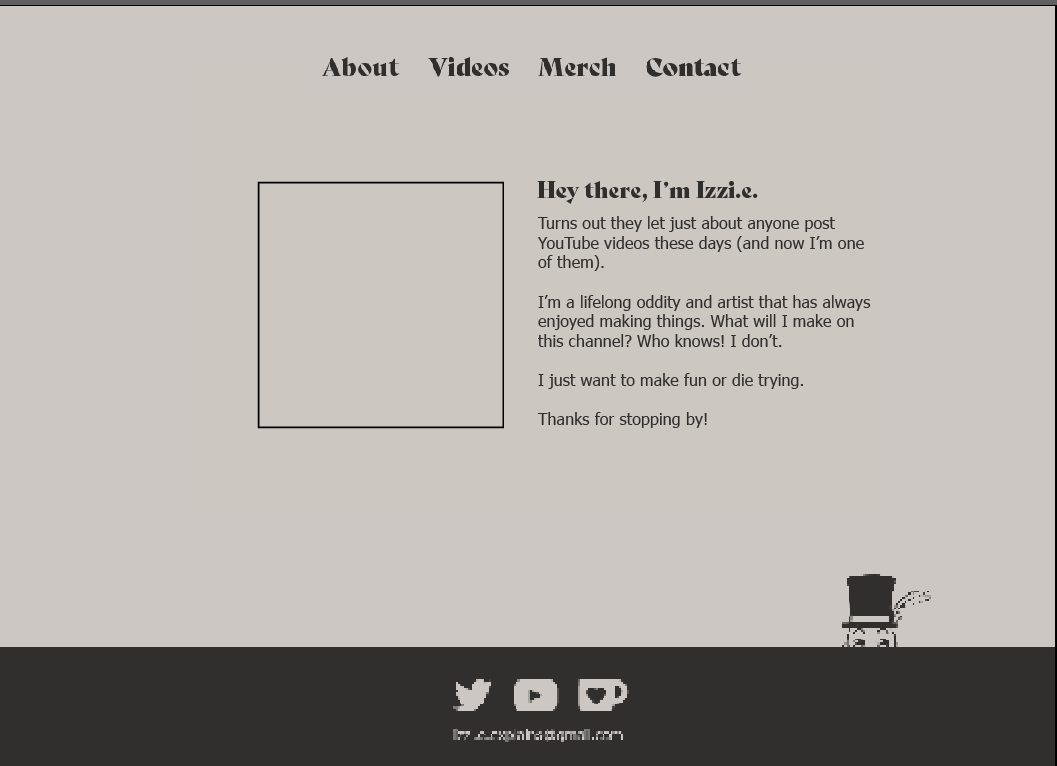 About Videos Merch Contact
Hey there, I'm Izzi.e.
Turns out they let just about anyone post
YouTube videos these days (and now I'm one
of them).
I'm a lifelong oddity and artist that has always
enjoyed making things. What will I make on
this channel? Who knows! I don't.
I just want to make fun or die trying.
Thanks for stopping by!